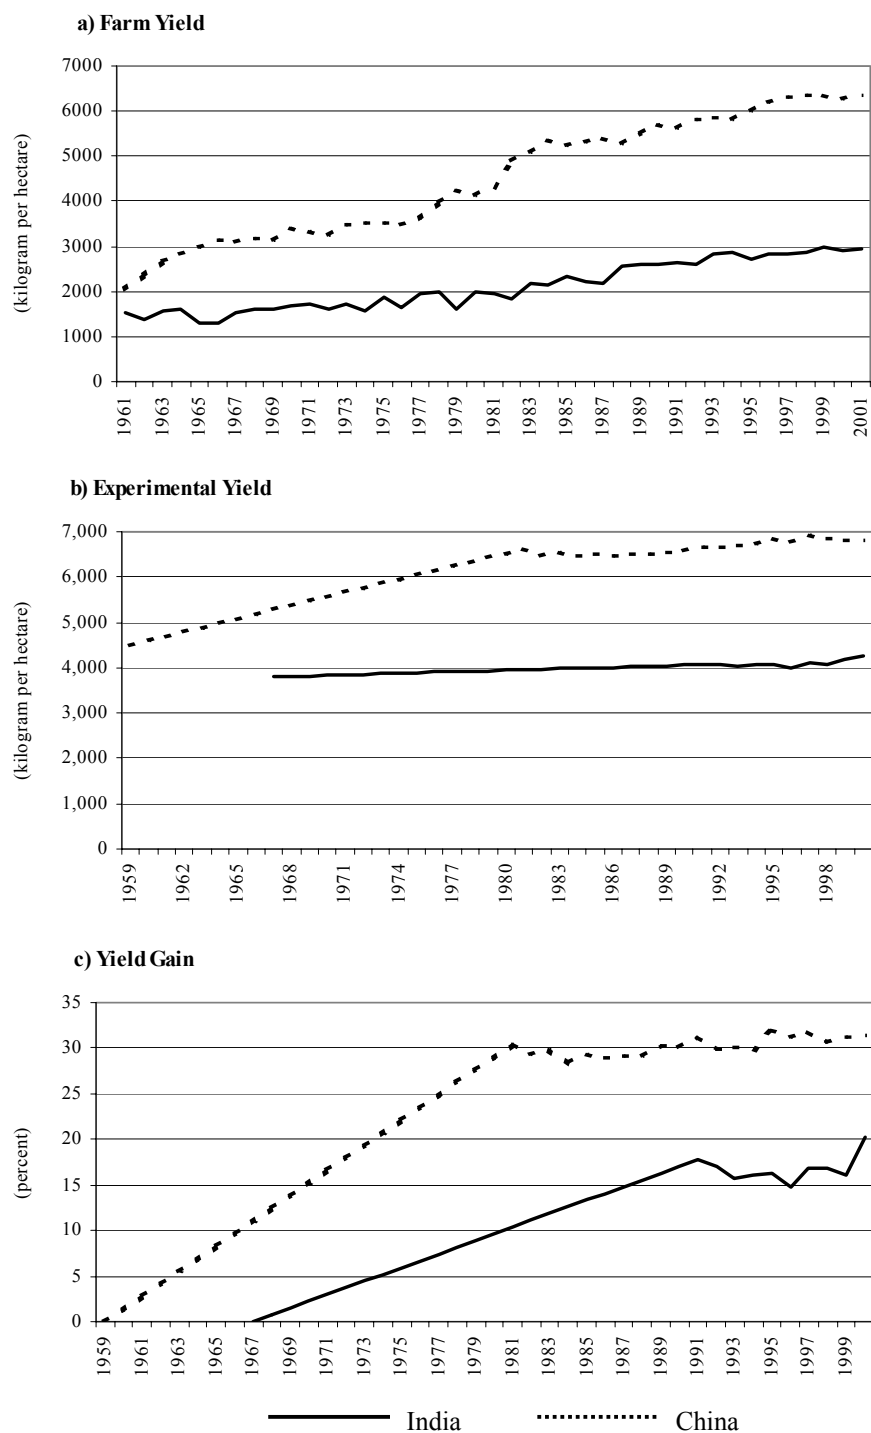 a) Farm Yield
7000
6000
5000
4000
3000
2000
1000
0
(kilogram per hectare)
1961 1963 1965 1967 1969 1971 1973 1975 1977 1979 1981 1983 1985 1987 1989 1991 1993 1995 1997 1999 2001
b) Experimental Yield
7,000
6,000
5,000
4,000
3,000
2,000
1,000
0
(kilogram per hectare)
1959 1962 1965 1968 1971 1974 1977 1980 1983 1986 1989 1992 1995 1998
c) Yield Gain
35
30
25
20
15
10
5
0
(percent)
1959 1961 1963 1965 1967 1969 1971 1973 1975 1977 1979 1981 1983 1985 1987 1989 1991 1993 1995 1997 1999
India China